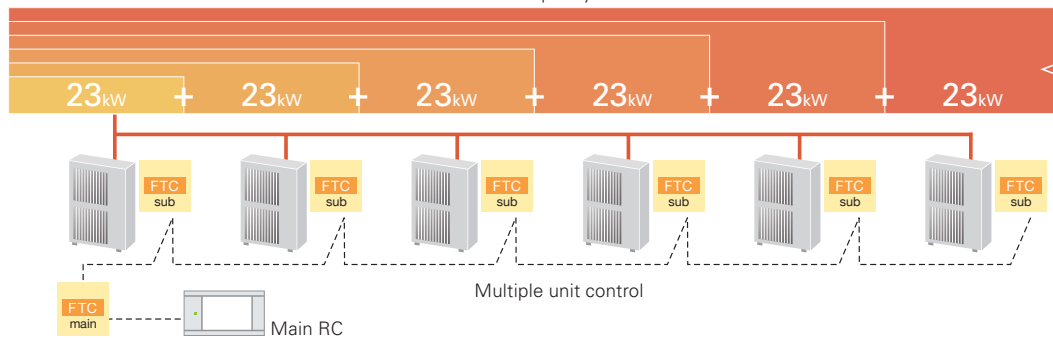 23kW + 23kW + 23kW + 23kW + 23kW + 23kW
FTC FTC FTC FTC FTC FTC
sub sub sub sub sub sub
Multiple unit control
FTC
main
Main RC